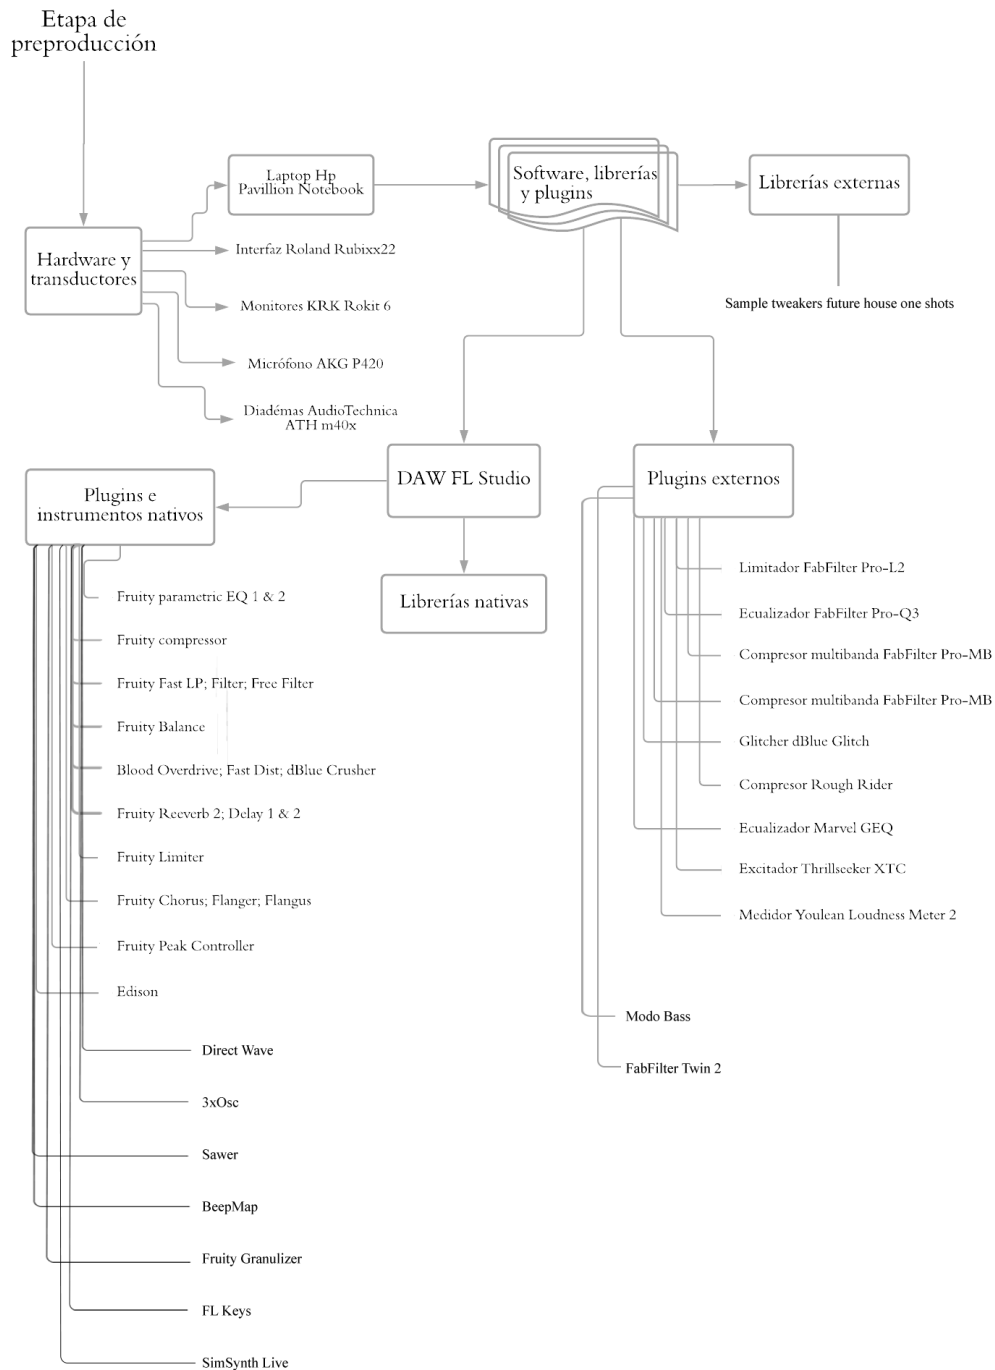 Etapa de
preproducción
Laptop Hp
Pavillion Notebook
Software, librerías
y plugins
Librerías externas
Hardware y
transductores
Interfaz Roland Rubixx22
Monitores KRK Rokit 6
Micrófono AKG P420
Diadémas AudioTechnica
ATH m40x
Sample tweakers future house one shots
DAW FL Studio
Plugins externos
Plugins e
instrumentos nativos
Librerías nativas
Fruity parametric EQ 1 & 2
Fruity compressor
Fruity Fast LP; Filter; Free Filter
Fruity Balance
Blood Overdrive; Fast Dist; dBlue Crusher
Fruity Reeverb 2; Delay 1 & 2
Fruity Limiter
Fruity Chorus; Flanger; Flangus
Fruity Peak Controller
Edison
Direct Wave
3xOsc
Sawer
BeepMap
Fruity Granulizer
FL Keys
SimSynth Live
Limitador FabFilter Pro-L2
Ecualizador FabFilter Pro-Q3
Compresor multibanda FabFilter Pro-MB
Compresor multibanda FabFilter Pro-MB
Glitcher dBlue Glitch
Compresor Rough Rider
Ecualizador Marvel GEQ
Excitador Thrillseeker XTC
Medidor Youlean Loudness Meter 2
Modo Bass
FabFilter Twin 2